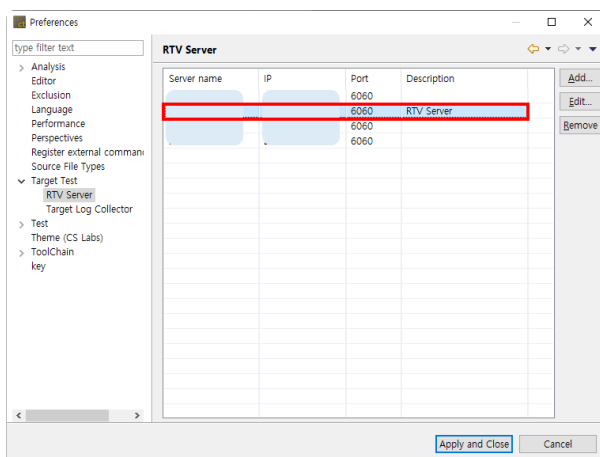 Preferences
type filter text
Analysis
Editor
Exclusion
Language
Performance
Perspectives
Register external comman
Source File Types
Target Test
RTV Server
Target Log Collector
Test
Theme (CS Labs)
ToolChain
key
RTV Server
Server name IP Port Description
6060
6060 RTV Server
6060
6060
Add...
Edit...
Remove
Apply and Close
Cancel